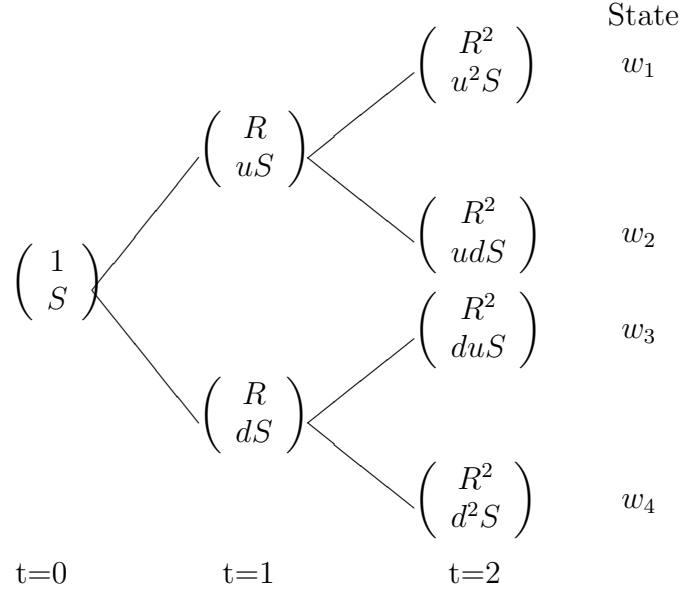 State
R²
u²S
w₁
R
uS
R²
udS
w₂
1
S
R²
duS
w₃
R
dS
R²
d²S
w₄
t=0 t=1 t=2